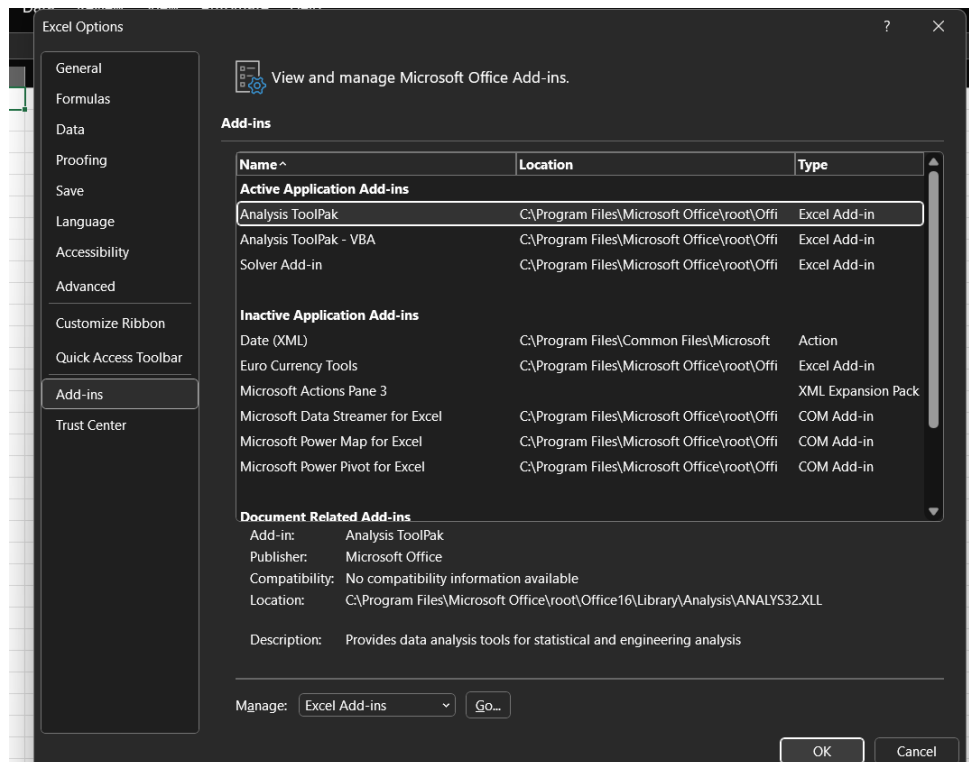 Excel Options
?
General
Formulas
Data
Proofing
Save
Language
Accessibility
Advanced
Customize Ribbon
Quick Access Toolbar
Add-ins
Trust Center
View and manage Microsoft Office Add-ins.
Add-ins
Name Location Type
Active Application Add-ins
Analysis ToolPak C:\Program Files\Microsoft Office\root\Offi Excel Add-in
Analysis ToolPak - VBA C:\Program Files\Microsoft Office\root\Offi Excel Add-in
Solver Add-in C:\Program Files\Microsoft Office\root\Offi Excel Add-in
Inactive Application Add-ins
Date (XML) C:\Program Files\Common Files\Microsoft Action
Euro Currency Tools C:\Program Files\Microsoft Office\root\Offi Excel Add-in
Microsoft Actions Pane 3 XML Expansion Pack
Microsoft Data Streamer for Excel C:\Program Files\Microsoft Office\root\Offi COM Add-in
Microsoft Power Map for Excel C:\Program Files\Microsoft Office\root\Offi COM Add-in
Microsoft Power Pivot for Excel C:\Program Files\Microsoft Office\root\Offi COM Add-in
Document Related Add-ins
Add-in: Analysis ToolPak
Publisher: Microsoft Office
Compatibility: No compatibility information available
Location: C:\Program Files\Microsoft Office\root\Office16\Library\Analysis\ANALYS32.XLL
Description: Provides data analysis tools for statistical and engineering analysis
Manage: Excel Add-ins Go...
OK Cancel